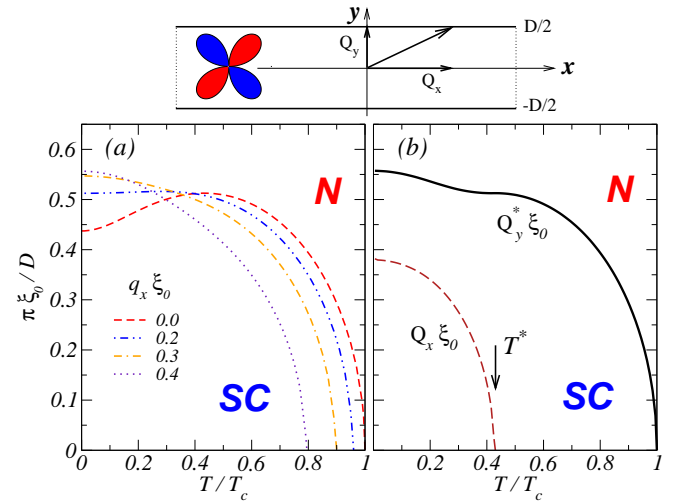 y
D/2
Q_y
x
Q_x
-D/2
(a)
N
(b)
N
0.6
0.5
0.4
0.3
0.2
0.1
0
π ξ_0 / D
Q_y^* ξ_0
q_x ξ_0
0.0
0.2
0.3
0.4
Q_x ξ_0
T^*
SC
SC
0 0.2 0.4 0.6 0.8 1
0.2 0.4 0.6 0.8 1
T / T_c
T / T_c